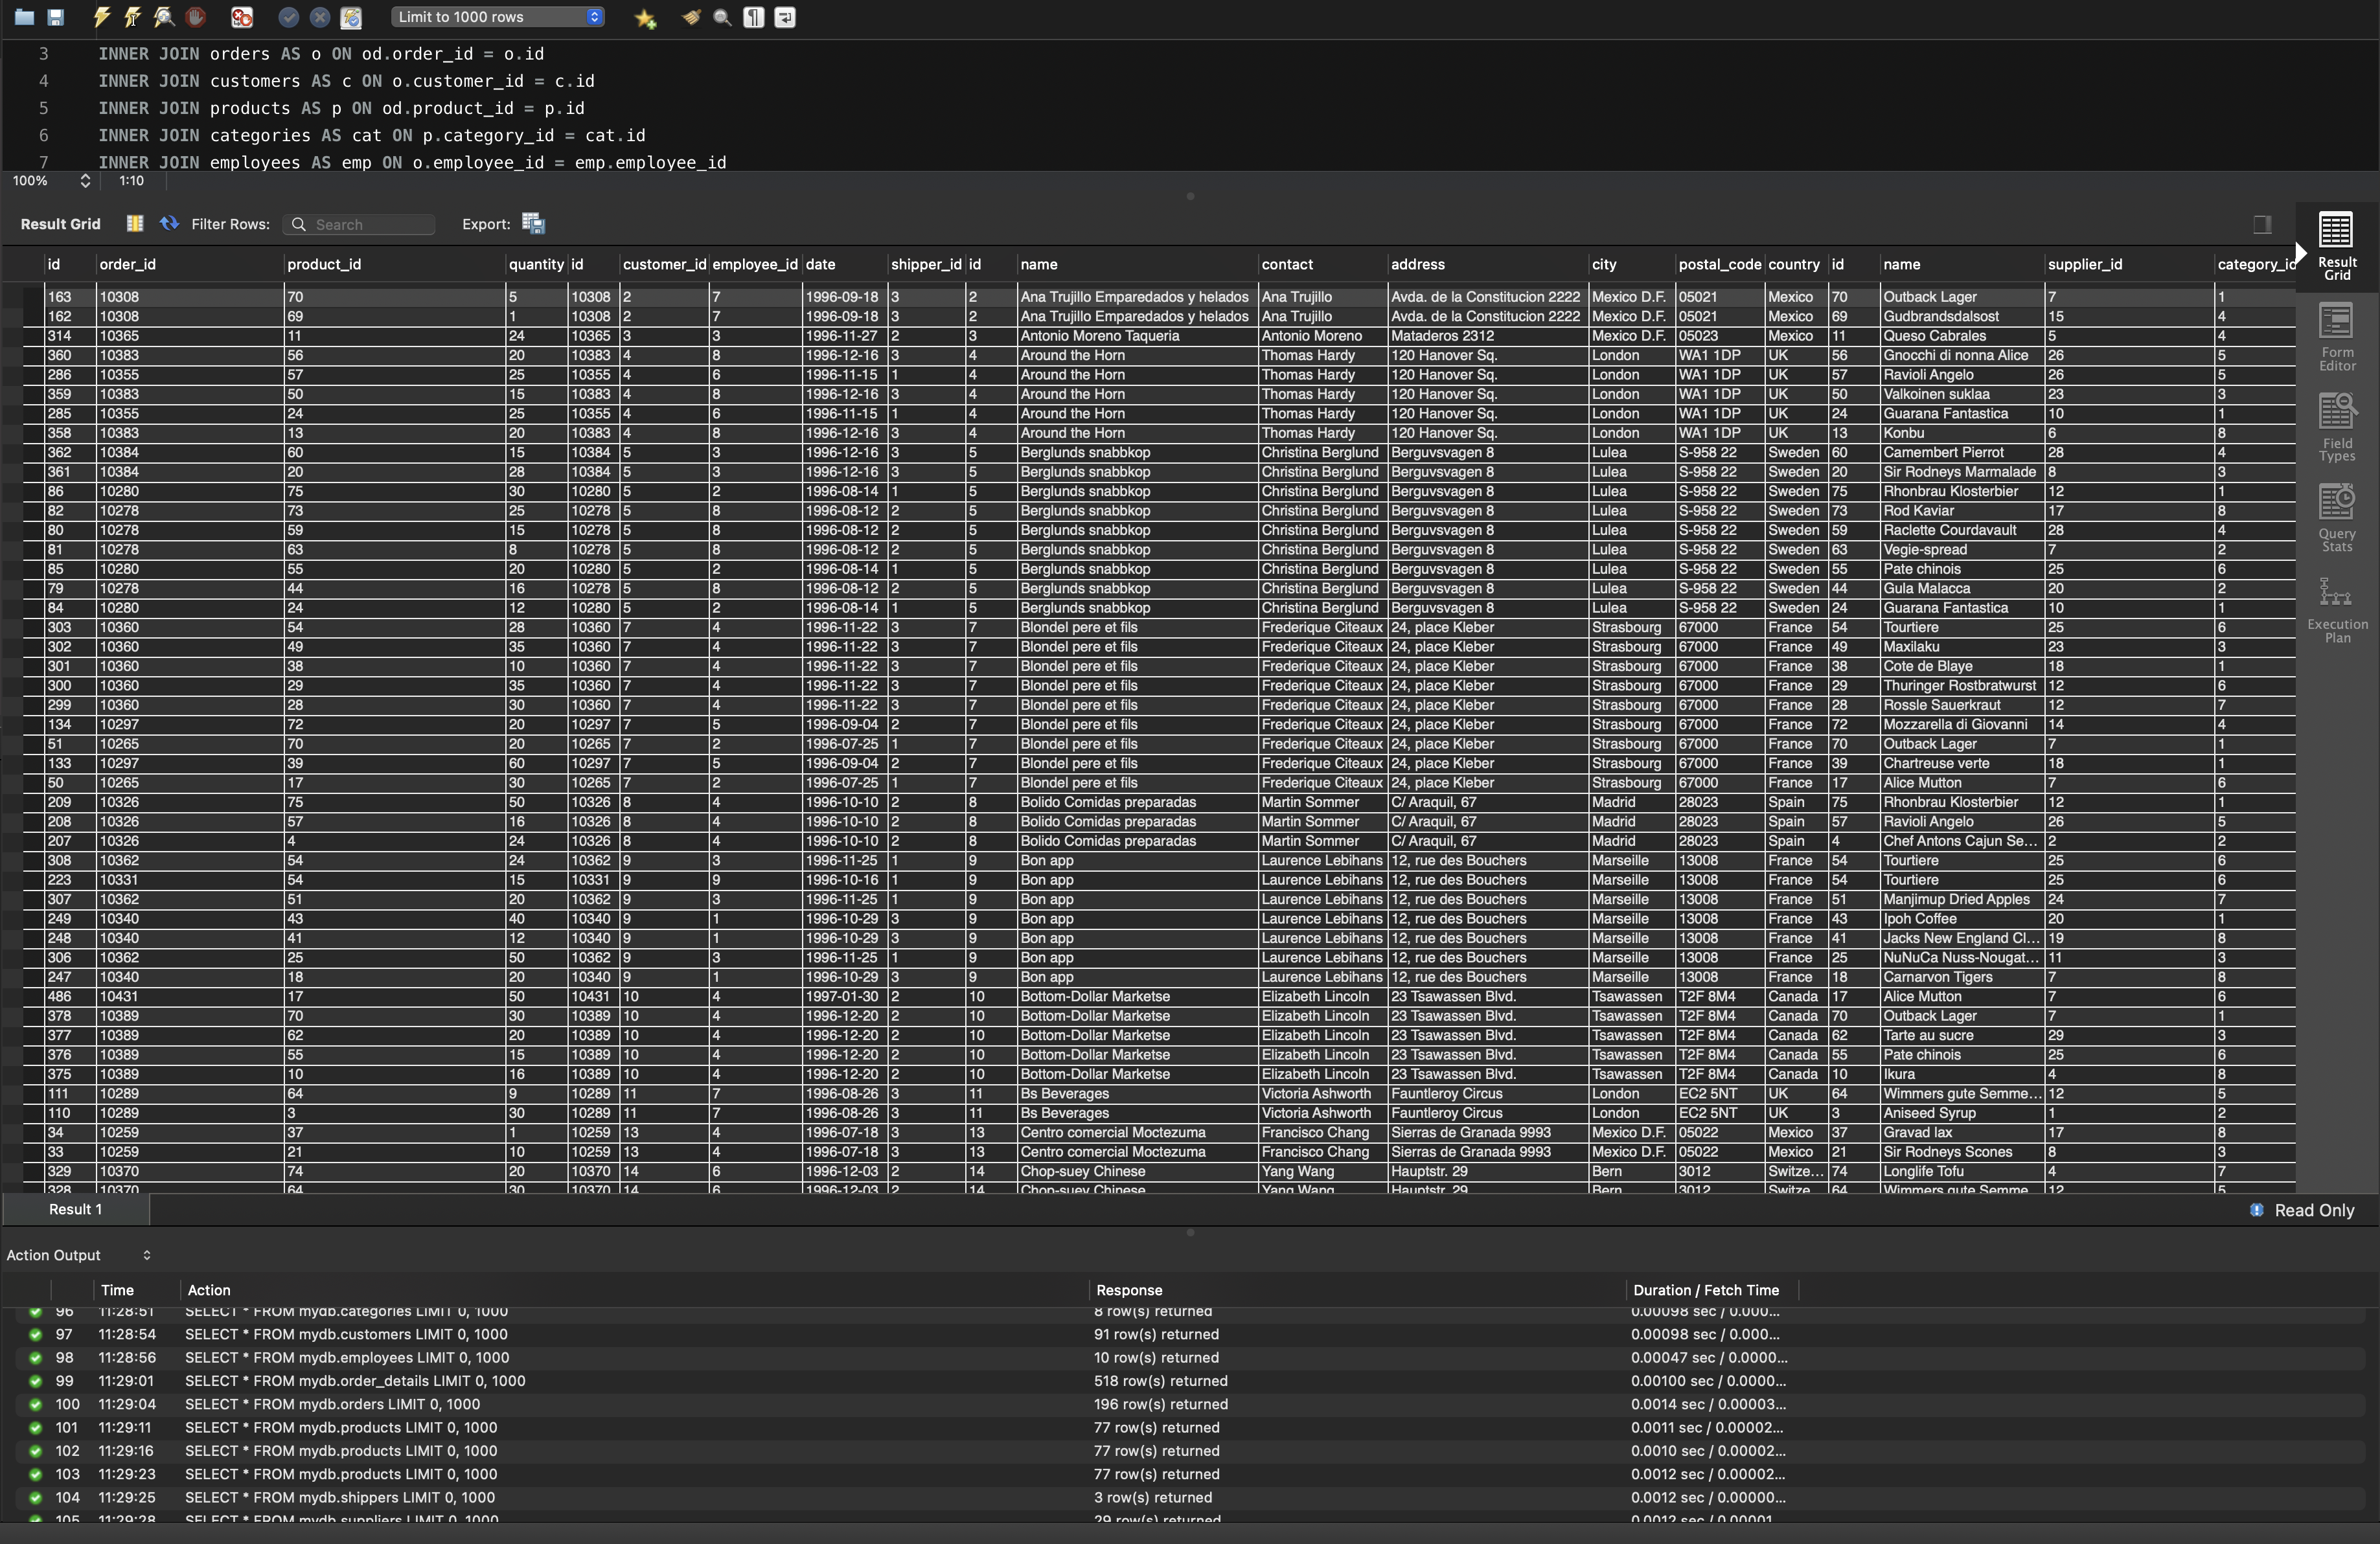 Limit to 1000 rows
3 INNER JOIN orders AS o ON od.order_id = o.id
4 INNER JOIN customers AS c ON o.customer_id = c.id
5 INNER JOIN products AS p ON od.product_id = p.id
6 INNER JOIN categories AS cat ON p.category_id = cat.id
7 INNER JOIN employees AS emp ON o.employee_id = emp.employee_id
100% 1:10
Result Grid Filter Rows: Search Export:
id order_id product_id quantity id customer_id employee_id date shipper_id id name contact address city postal_code country id name supplier_id category_id
163 10308 70 5 10308 2 7 1996-09-18 3 2 Ana Trujillo Emparedados y helados Ana Trujillo Avda. de la Constitucion 2222 Mexico D.F. 05021 Mexico 70 Outback Lager 7 1
162 10308 69 1 10308 2 7 1996-09-18 3 2 Ana Trujillo Emparedados y helados Ana Trujillo Avda. de la Constitucion 2222 Mexico D.F. 05021 Mexico 69 Gudbrandsdalsost 15 4
314 10365 11 24 10365 3 3 1996-11-27 2 3 Antonio Moreno Taqueria Antonio Moreno Mataderos 2312 Mexico D.F. 05023 Mexico 11 Queso Cabrales 5 4
360 10383 56 20 10383 4 8 1996-12-16 3 4 Around the Horn Thomas Hardy 120 Hanover Sq. London WA1 1DP UK 56 Gnocchi di nonna Alice 26 5
286 10355 57 25 10355 4 6 1996-11-15 1 4 Around the Horn Thomas Hardy 120 Hanover Sq. London WA1 1DP UK 57 Ravioli Angelo 26 5
359 10383 50 15 10383 4 8 1996-12-16 3 4 Around the Horn Thomas Hardy 120 Hanover Sq. London WA1 1DP UK 50 Valkoinen suklaa 23 3
285 10355 24 25 10355 4 6 1996-11-15 1 4 Around the Horn Thomas Hardy 120 Hanover Sq. London WA1 1DP UK 24 Guarana Fantastica 10 1
358 10383 13 20 10383 4 8 1996-12-16 3 4 Around the Horn Thomas Hardy 120 Hanover Sq. London WA1 1DP UK 13 Konbu 6 8
362 10384 60 15 10384 5 3 1996-12-16 3 5 Berglunds snabbkop Christina Berglund Berguvsvagen 8 Lulea S-958 22 Sweden 60 Camembert Pierrot 28 4
361 10384 20 28 10384 5 3 1996-12-16 3 5 Berglunds snabbkop Christina Berglund Berguvsvagen 8 Lulea S-958 22 Sweden 20 Sir Rodneys Marmalade 8 3
86 10280 75 30 10280 5 2 1996-08-14 1 5 Berglunds snabbkop Christina Berglund Berguvsvagen 8 Lulea S-958 22 Sweden 75 Rhonbrau Klosterbier 12 1
82 10278 73 25 10278 5 8 1996-08-12 2 5 Berglunds snabbkop Christina Berglund Berguvsvagen 8 Lulea S-958 22 Sweden 73 Rod Kaviar 17 8
80 10278 59 15 10278 5 8 1996-08-12 2 5 Berglunds snabbkop Christina Berglund Berguvsvagen 8 Lulea S-958 22 Sweden 59 Raclette Courdavault 28 4
81 10278 63 8 10278 5 8 1996-08-12 2 5 Berglunds snabbkop Christina Berglund Berguvsvagen 8 Lulea S-958 22 Sweden 63 Vegie-spread 7 2
85 10280 55 20 10280 5 2 1996-08-14 1 5 Berglunds snabbkop Christina Berglund Berguvsvagen 8 Lulea S-958 22 Sweden 55 Pate chinois 25 6
79 10278 44 16 10278 5 8 1996-08-12 2 5 Berglunds snabbkop Christina Berglund Berguvsvagen 8 Lulea S-958 22 Sweden 44 Gula Malacca 20 2
84 10280 24 12 10280 5 2 1996-08-14 1 5 Berglunds snabbkop Christina Berglund Berguvsvagen 8 Lulea S-958 22 Sweden 24 Guarana Fantastica 10 1
303 10360 54 28 10360 7 4 1996-11-22 3 7 Blondel pere et fils Frederique Citeaux 24, place Kleber Strasbourg 67000 France 54 Tourtiere 25 6
302 10360 49 35 10360 7 4 1996-11-22 3 7 Blondel pere et fils Frederique Citeaux 24, place Kleber Strasbourg 67000 France 49 Maxilaku 23 3
301 10360 38 10 10360 7 4 1996-11-22 3 7 Blondel pere et fils Frederique Citeaux 24, place Kleber Strasbourg 67000 France 38 Cote de Blaye 18 1
300 10360 29 35 10360 7 4 1996-11-22 3 7 Blondel pere et fils Frederique Citeaux 24, place Kleber Strasbourg 67000 France 29 Thuringer Rostbratwurst 12 6
299 10360 28 30 10360 7 4 1996-11-22 3 7 Blondel pere et fils Frederique Citeaux 24, place Kleber Strasbourg 67000 France 28 Rossle Sauerkraut 12 7
134 10297 72 20 10297 7 5 1996-09-04 2 7 Blondel pere et fils Frederique Citeaux 24, place Kleber Strasbourg 67000 France 72 Mozzarella di Giovanni 14 4
51 10265 70 20 10265 7 2 1996-07-25 1 7 Blondel pere et fils Frederique Citeaux 24, place Kleber Strasbourg 67000 France 70 Outback Lager 7 1
133 10297 39 60 10297 7 5 1996-09-04 2 7 Blondel pere et fils Frederique Citeaux 24, place Kleber Strasbourg 67000 France 39 Chartreuse verte 18 1
50 10265 17 30 10265 7 2 1996-07-25 1 7 Blondel pere et fils Frederique Citeaux 24, place Kleber Strasbourg 67000 France 17 Alice Mutton 7 6
209 10326 75 50 10326 8 4 1996-10-10 2 8 Bolido Comidas preparadas Martin Sommer C/ Araquil, 67 Madrid 28023 Spain 75 Rhonbrau Klosterbier 12 1
208 10326 57 16 10326 8 4 1996-10-10 2 8 Bolido Comidas preparadas Martin Sommer C/ Araquil, 67 Madrid 28023 Spain 57 Ravioli Angelo 26 5
207 10326 4 24 10326 8 4 1996-10-10 2 8 Bolido Comidas preparadas Martin Sommer C/ Araquil, 67 Madrid 28023 Spain 4 Chef Antons Cajun Se... 2 2
308 10362 54 24 10362 9 3 1996-11-25 1 9 Bon app Laurence Lebihans 12, rue des Bouchers Marseille 13008 France 54 Tourtiere 25 6
223 10331 54 15 10331 9 9 1996-10-16 1 9 Bon app Laurence Lebihans 12, rue des Bouchers Marseille 13008 France 54 Tourtiere 25 6
307 10362 51 20 10362 9 3 1996-11-25 1 9 Bon app Laurence Lebihans 12, rue des Bouchers Marseille 13008 France 51 Manjimup Dried Apples 24 7
249 10340 43 40 10340 9 1 1996-10-29 3 9 Bon app Laurence Lebihans 12, rue des Bouchers Marseille 13008 France 43 Ipoh Coffee 20 1
248 10340 41 12 10340 9 1 1996-10-29 3 9 Bon app Laurence Lebihans 12, rue des Bouchers Marseille 13008 France 41 Jacks New England Cl... 19 8
306 10362 25 50 10362 9 3 1996-11-25 1 9 Bon app Laurence Lebihans 12, rue des Bouchers Marseille 13008 France 25 NuNuCa Nuss-Nougat... 11 3
247 10340 18 20 10340 9 1 1996-10-29 3 9 Bon app Laurence Lebihans 12, rue des Bouchers Marseille 13008 France 18 Carnarvon Tigers 7 8
486 10431 17 50 10431 10 4 1997-01-30 2 10 Bottom-Dollar Marketse Elizabeth Lincoln 23 Tsawassen Blvd. Tsawassen T2F 8M4 Canada 17 Alice Mutton 7 6
378 10389 70 30 10389 10 4 1996-12-20 2 10 Bottom-Dollar Marketse Elizabeth Lincoln 23 Tsawassen Blvd. Tsawassen T2F 8M4 Canada 70 Outback Lager 7 1
377 10389 62 20 10389 10 4 1996-12-20 2 10 Bottom-Dollar Marketse Elizabeth Lincoln 23 Tsawassen Blvd. Tsawassen T2F 8M4 Canada 62 Tarte au sucre 29 3
376 10389 55 15 10389 10 4 1996-12-20 2 10 Bottom-Dollar Marketse Elizabeth Lincoln 23 Tsawassen Blvd. Tsawassen T2F 8M4 Canada 55 Pate chinois 25 6
375 10389 10 16 10389 10 4 1996-12-20 2 10 Bottom-Dollar Marketse Elizabeth Lincoln 23 Tsawassen Blvd. Tsawassen T2F 8M4 Canada 10 Ikura 4 8
111 10289 64 9 10289 11 7 1996-08-26 3 11 Bs Beverages Victoria Ashworth Fauntleroy Circus London EC2 5NT UK 64 Wimmers gute Semme... 12 5
110 10289 3 30 10289 11 7 1996-08-26 3 11 Bs Beverages Victoria Ashworth Fauntleroy Circus London EC2 5NT UK 3 Aniseed Syrup 1 2
34 10259 37 1 10259 13 4 1996-07-18 3 13 Centro comercial Moctezuma Francisco Chang Sierras de Granada 9993 Mexico D.F. 05022 Mexico 37 Gravad lax 17 8
33 10259 21 10 10259 13 4 1996-07-18 3 13 Centro comercial Moctezuma Francisco Chang Sierras de Granada 9993 Mexico D.F. 05022 Mexico 21 Sir Rodneys Scones 8 3
329 10370 74 20 10370 14 6 1996-12-03 2 14 Chop-suey Chinese Yang Wang Hauptstr. 29 Bern 3012 Switze... 74 Longlife Tofu 4 7
328 10370 64 30 10370 14 6 1996-12-03 2 14 Chop-suey Chinese Yang Wang Hauptstr. 29 Bern 3012 Switze... 64 Wimmers gute Semme... 12 5
Result
Grid
Form
Editor
Field
Types
Query
Stats
Execution
Plan
Result 1 Read Only
Action Output
Time Action Response Duration / Fetch Time
96 11:28:51 SELECT * FROM mydb.categories LIMIT 0, 1000 8 row(s) returned 0.00098 sec / 0.000...
97 11:28:54 SELECT * FROM mydb.customers LIMIT 0, 1000 91 row(s) returned 0.00098 sec / 0.000...
98 11:28:56 SELECT * FROM mydb.employees LIMIT 0, 1000 10 row(s) returned 0.00047 sec / 0.0000...
99 11:29:01 SELECT * FROM mydb.order_details LIMIT 0, 1000 518 row(s) returned 0.00100 sec / 0.0000...
100 11:29:04 SELECT * FROM mydb.orders LIMIT 0, 1000 196 row(s) returned 0.0014 sec / 0.00003...
101 11:29:11 SELECT * FROM mydb.products LIMIT 0, 1000 77 row(s) returned 0.0011 sec / 0.00002...
102 11:29:16 SELECT * FROM mydb.products LIMIT 0, 1000 77 row(s) returned 0.0010 sec / 0.00002...
103 11:29:23 SELECT * FROM mydb.products LIMIT 0, 1000 77 row(s) returned 0.0012 sec / 0.00002...
104 11:29:25 SELECT * FROM mydb.shippers LIMIT 0, 1000 3 row(s) returned 0.0012 sec / 0.00000...
105 11:29:28 SELECT * FROM mydb.suppliers LIMIT 0, 1000 29 row(s) returned 0.0012 sec / 0.00001...